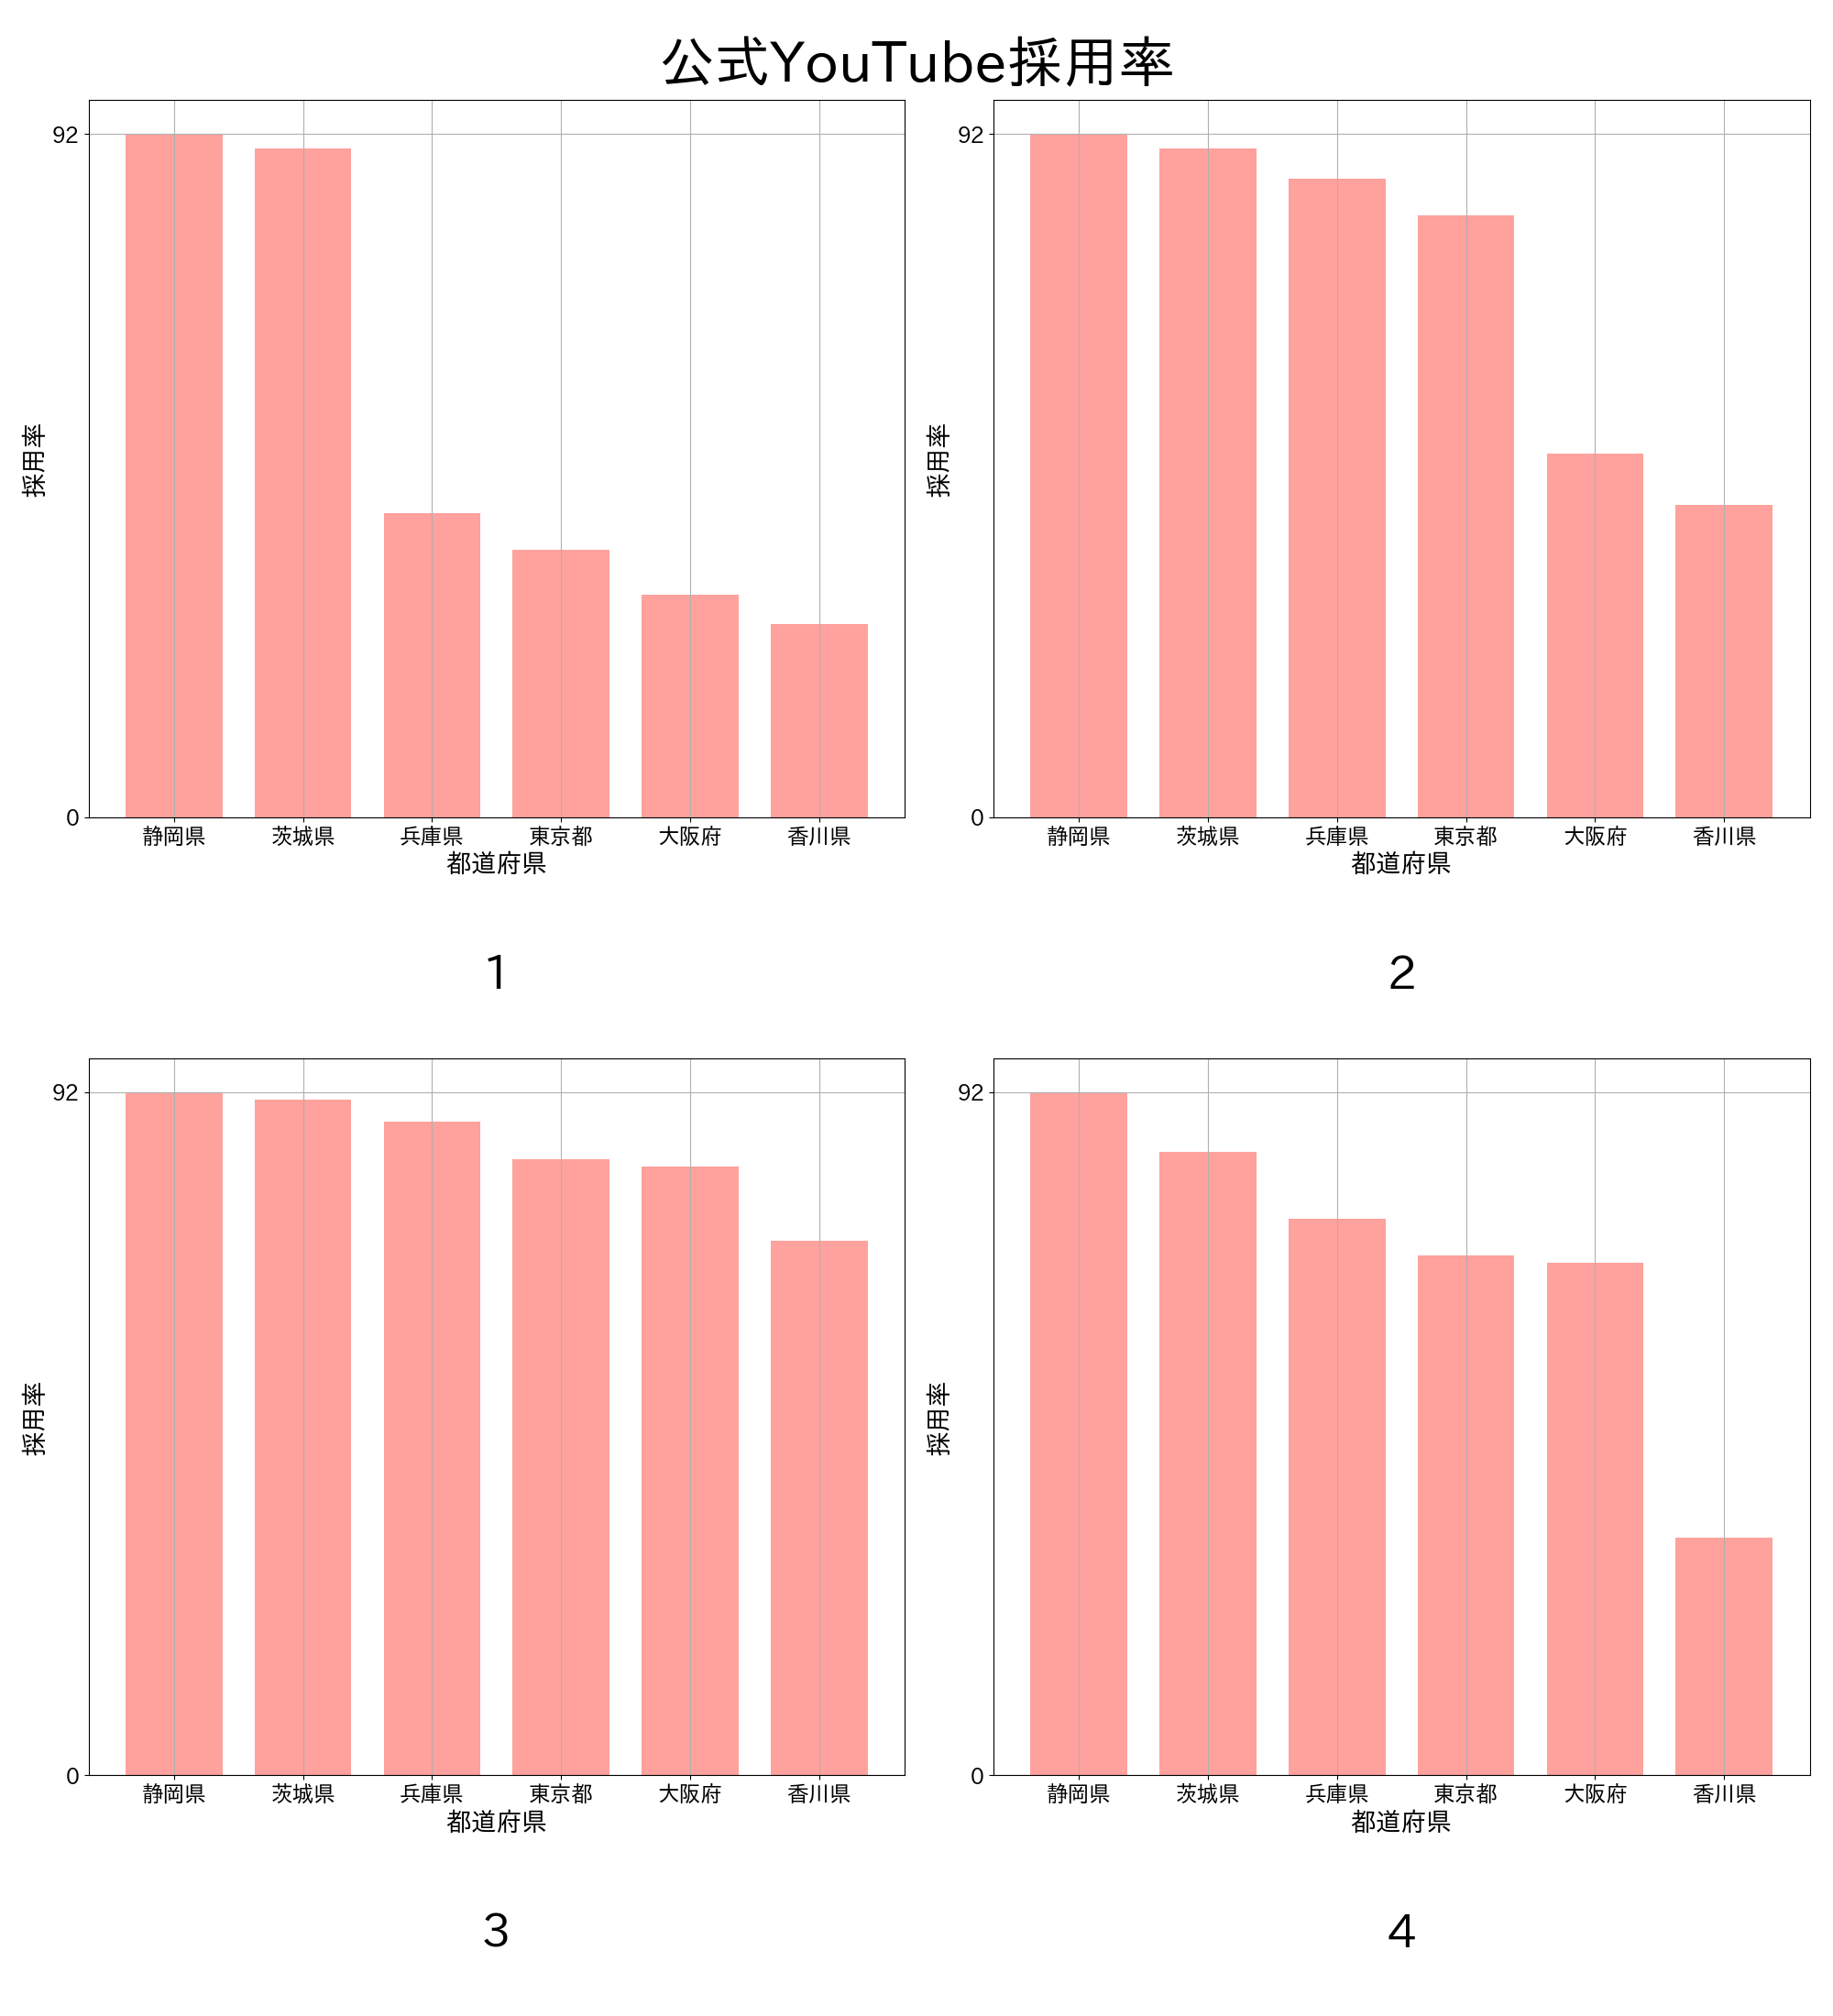 公式YouTube採用率
92
採用率
0
静岡県 茨城県 兵庫県 東京都 大阪府 香川県
都道府県
1
92
採用率
0
静岡県 茨城県 兵庫県 東京都 大阪府 香川県
都道府県
2
92
採用率
0
静岡県 茨城県 兵庫県 東京都 大阪府 香川県
都道府県
3
92
採用率
0
静岡県 茨城県 兵庫県 東京都 大阪府 香川県
都道府県
4